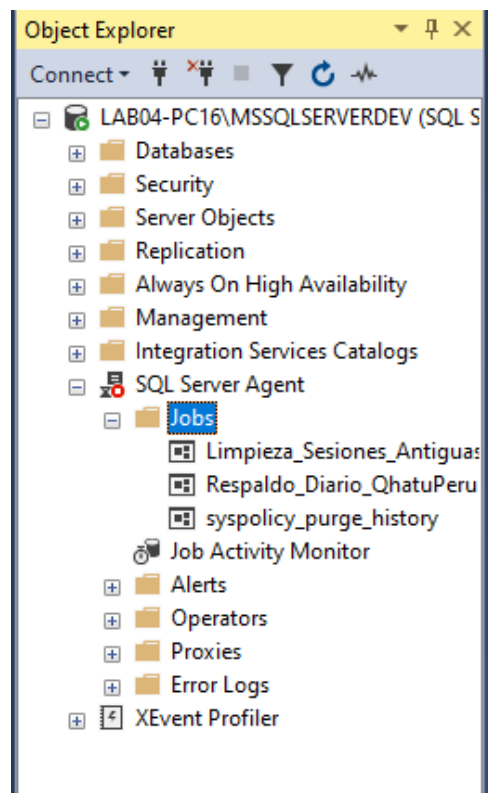 Object Explorer
Connect
LAB04-PC16\MSSQLSERVERDEV (SQL S
Databases
Security
Server Objects
Replication
Always On High Availability
Management
Integration Services Catalogs
SQL Server Agent
Jobs
Limpieza_Sesiones_Antiguas
Respaldo_Diario_QhatuPeru
syspolicy_purge_history
Job Activity Monitor
Alerts
Operators
Proxies
Error Logs
XEvent Profiler